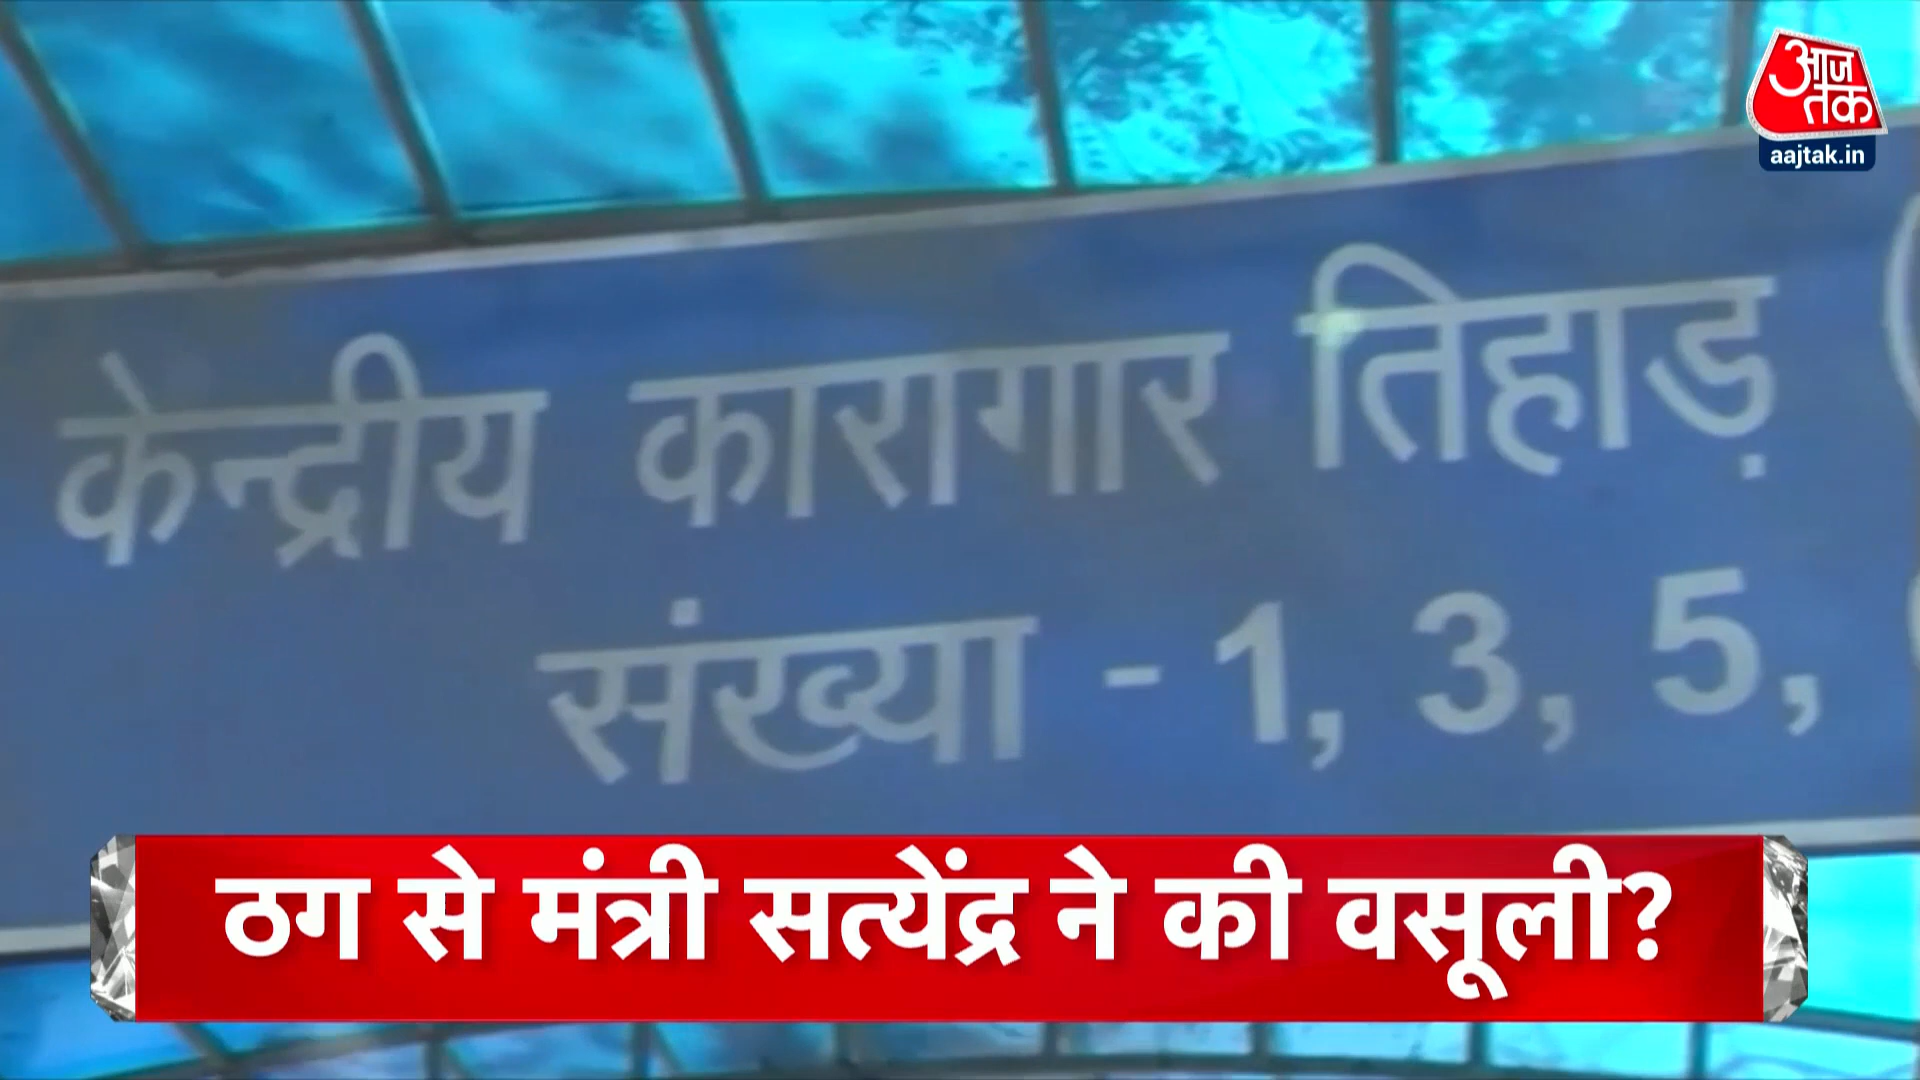 आज
तक
aajtak.in
केन्द्रीय कारागार तिहाड़
संख्या - 1, 3, 5,
ठग से मंत्री सत्येंद्र ने की वसूली?